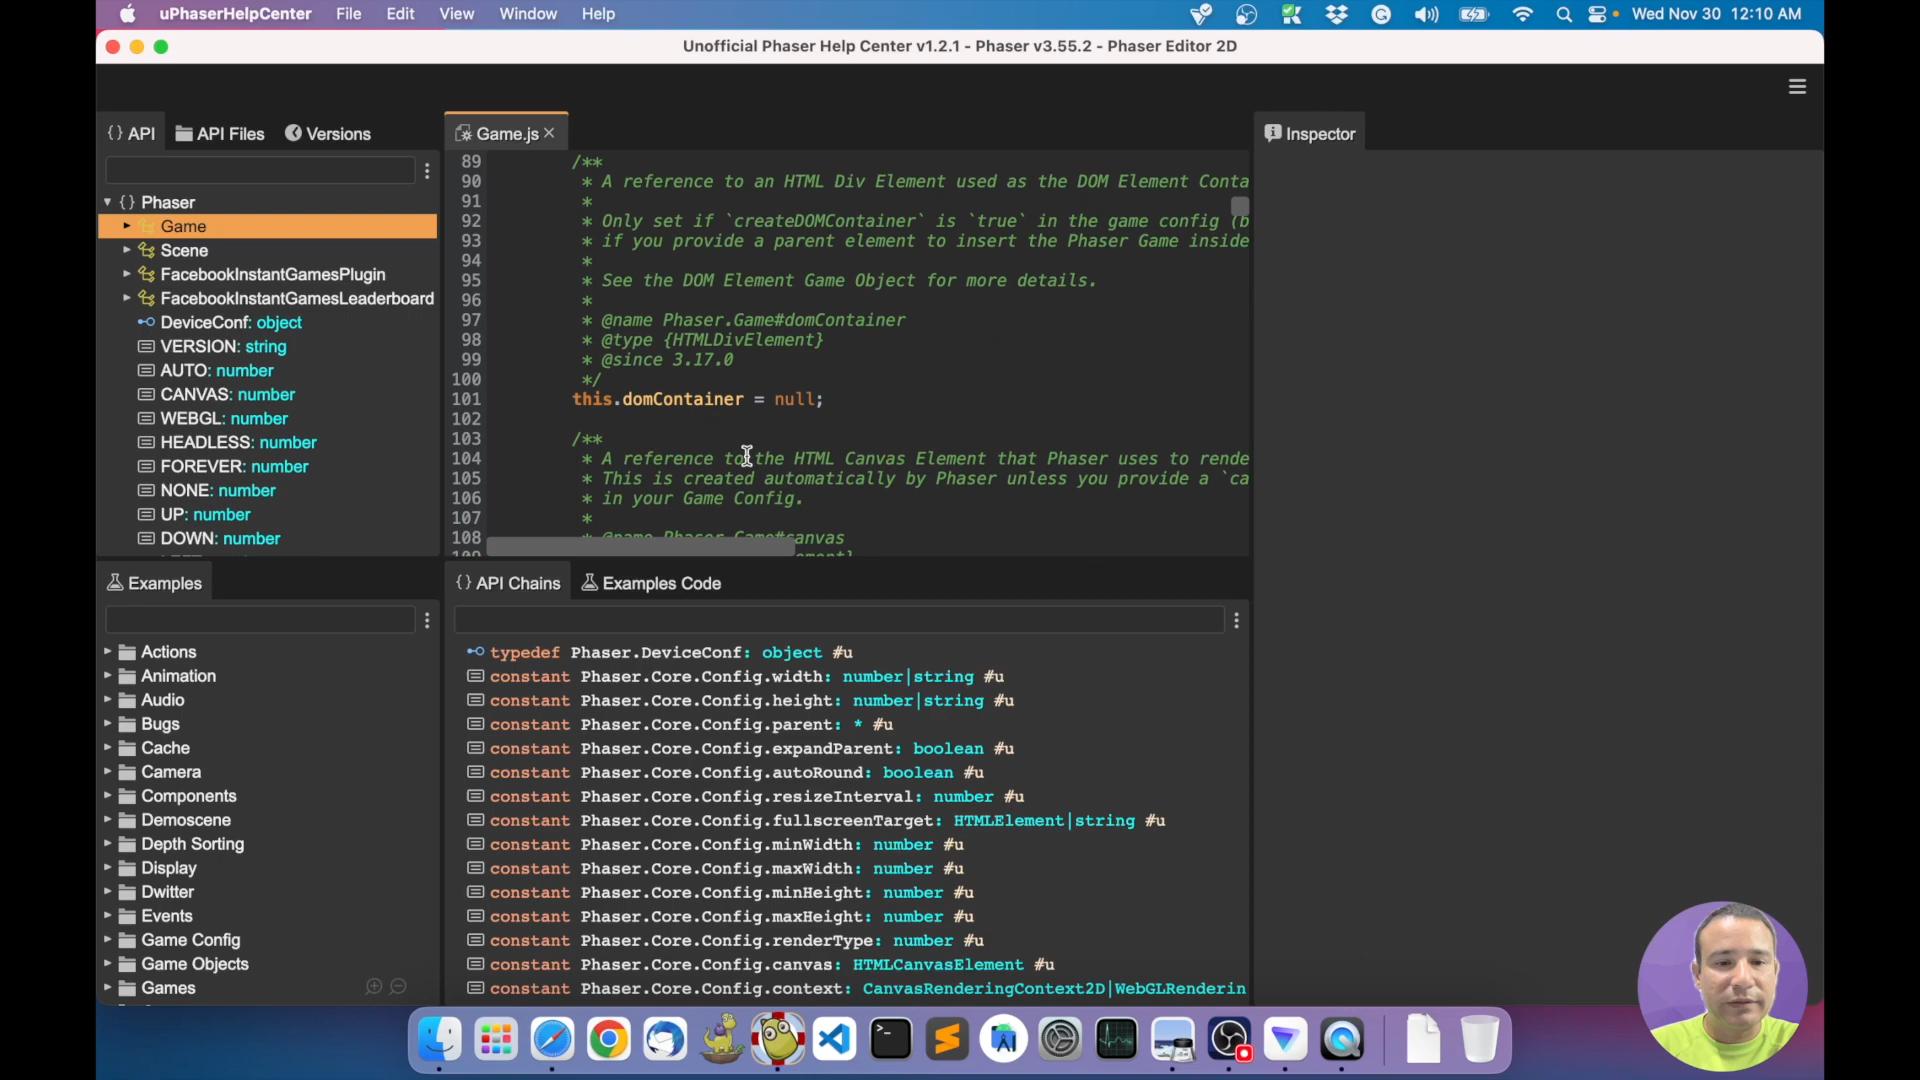 uPhaserHelpCenter File Edit View Window Help Wed Nov 30 12:10 AM
Unofficial Phaser Help Center v1.2.1 - Phaser v3.55.2 - Phaser Editor 2D
{} API API Files Versions
Phaser
Game
Scene
FacebookInstantGamesPlugin
FacebookInstantGamesLeaderboard
DeviceConf: object
VERSION: string
AUTO: number
CANVAS: number
WEBGL: number
HEADLESS: number
FOREVER: number
NONE: number
UP: number
DOWN: number
Game.js
89 /**
90 * A reference to an HTML Div Element used as the DOM Element Conta
91 *
92 * Only set if `createDOMContainer` is `true` in the game config (b
93 * if you provide a parent element to insert the Phaser Game inside
94 *
95 * See the DOM Element Game Object for more details.
96 *
97 * @name Phaser.Game#domContainer
98 * @type {HTMLDivElement}
99 * @since 3.17.0
100 */
101 this.domContainer = null;
102
103 /**
104 * A reference to the HTML Canvas Element that Phaser uses to rende
105 * This is created automatically by Phaser unless you provide a `ca
106 * in your Game Config.
107 *
108 * @name Phaser.Game#canvas
Inspector
Examples
Actions
Animation
Audio
Bugs
Cache
Camera
Components
Demoscene
Depth Sorting
Display
Dwitter
Events
Game Config
Game Objects
Games
{} API Chains Examples Code
typedef Phaser.DeviceConf: object #u
constant Phaser.Core.Config.width: number|string #u
constant Phaser.Core.Config.height: number|string #u
constant Phaser.Core.Config.parent: * #u
constant Phaser.Core.Config.expandParent: boolean #u
constant Phaser.Core.Config.autoRound: boolean #u
constant Phaser.Core.Config.resizeInterval: number #u
constant Phaser.Core.Config.fullscreenTarget: HTMLElement|string #u
constant Phaser.Core.Config.minWidth: number #u
constant Phaser.Core.Config.maxWidth: number #u
constant Phaser.Core.Config.minHeight: number #u
constant Phaser.Core.Config.maxHeight: number #u
constant Phaser.Core.Config.renderType: number #u
constant Phaser.Core.Config.canvas: HTMLCanvasElement #u
constant Phaser.Core.Config.context: CanvasRenderingContext2D|WebGLRenderin